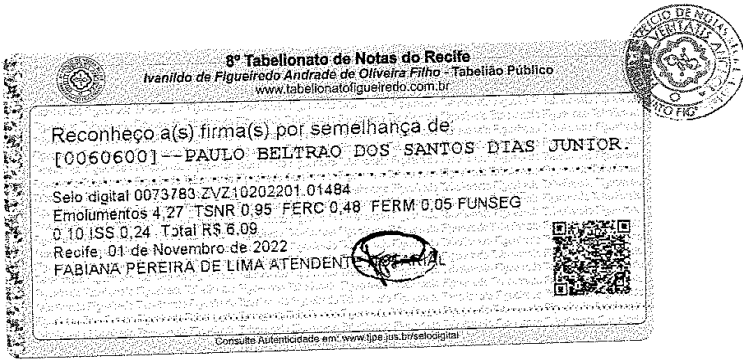 8º Tabelionato de Notas do Recife
Ivanildo de Figueiredo Andrade de Oliveira Filho - Tabelião Público
www.tabelionatofigueiredo.com.br
Reconheço a(s) firma(s) por semelhança de:
[0060600]--PAULO BELTRAO DOS SANTOS DIAS JUNIOR.
Selo digital 0073783.ZVZ10202201.01484
Emolumentos 4,27 TSNR 0,95 FERC 0,48 FERM 0,05 FUNSEG
0,10 ISS 0,24 Total R$ 6,09
Recife, 01 de Novembro de 2022
FABIANA PEREIRA DE LIMA ATENDENTE NOTARIAL
Consulte Autenticidade em: www.tjpe.jus.br/selodigital